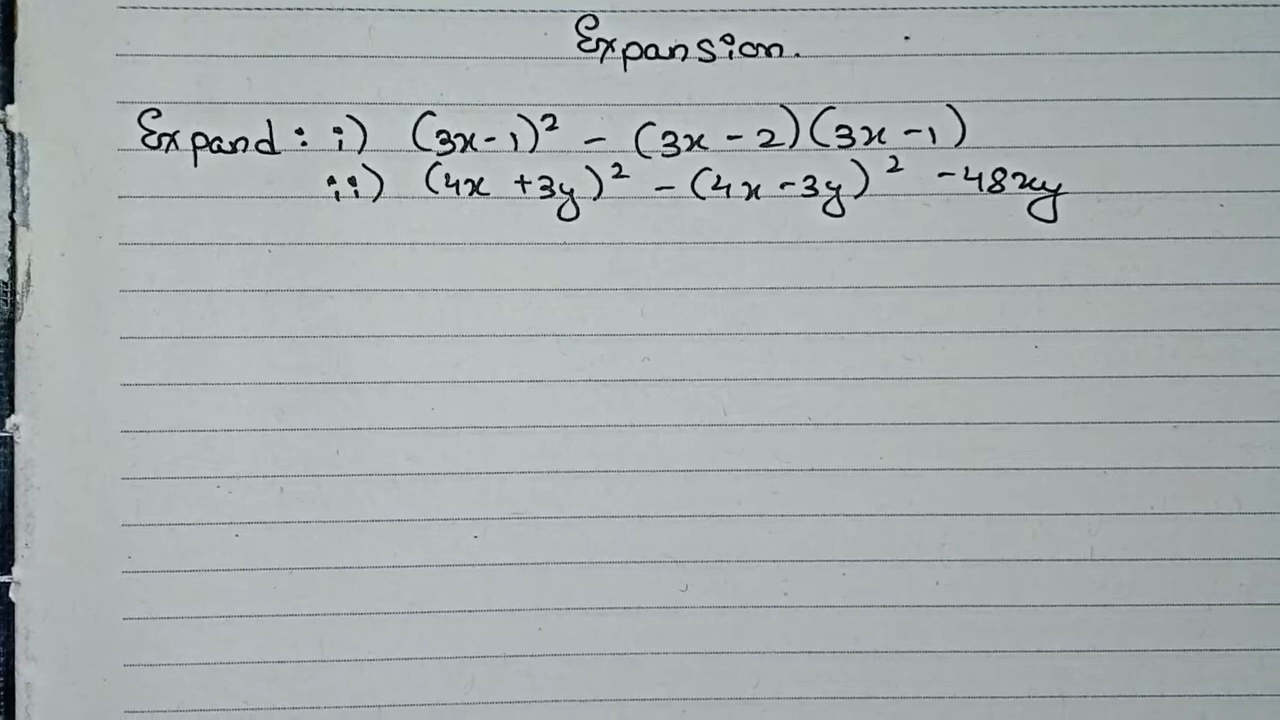 Expansion.
Expand: i) (3x-1)² - (3x-2)(3x-1)
ii) (4x+3y)² - (4x-3y)² -48xy